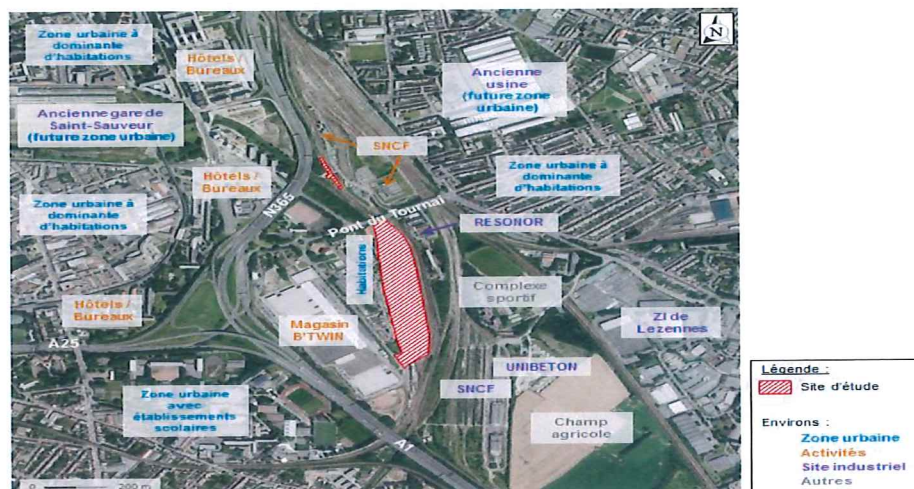 Zone urbaine à
dominante
d'habitations
Hôtels /
Bureaux
N
Ancienne
usine
(future zone
urbaine)
Ancienne gare de
Saint-Sauveur
(future zone urbaine)
SNCF
Hôtels /
Bureaux
Zone urbaine à
dominante
d'habitations
Zone urbaine à
dominante
d'habitations
N365
Pont du Tournai
RESONOR
Habitations
Complexe
sportif
Hôtels /
Bureaux
A25
Magasin
B'TWIN
ZI de
Lezennes
UNIBETON
SNCF
Zone urbaine
avec
établissements
scolaires
Champ
agricole
A1
0 200 m
Légende :
Site d'étude
Environs :
Zone urbaine
Activités
Site industriel
Autres